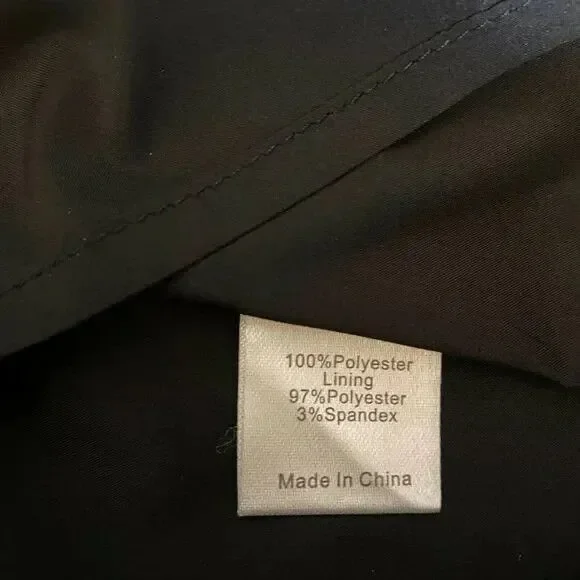 100%Polyester
Lining
97%Polyester
3%Spandex
Made In China